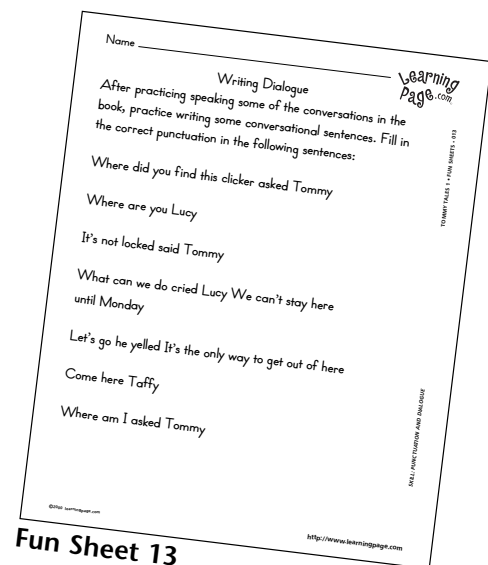 Name
Learning
Page.com
Writing Dialogue
After practicing speaking some of the conversations in the
book, practice writing some conversational sentences. Fill in
the correct punctuation in the following sentences:
TOMMY TALES 1 • FUN SHEETS • 013
Where did you find this clicker asked Tommy
Where are you Lucy
It's not locked said Tommy
What can we do cried Lucy We can't stay here
until Monday
Let's go he yelled It's the only way to get out of here
Come here Taffy
Where am I asked Tommy
SKILL: PUNCTUATION AND DIALOGUE
©2000 learningpage.com
http://www.learningpage.com
Fun Sheet 13